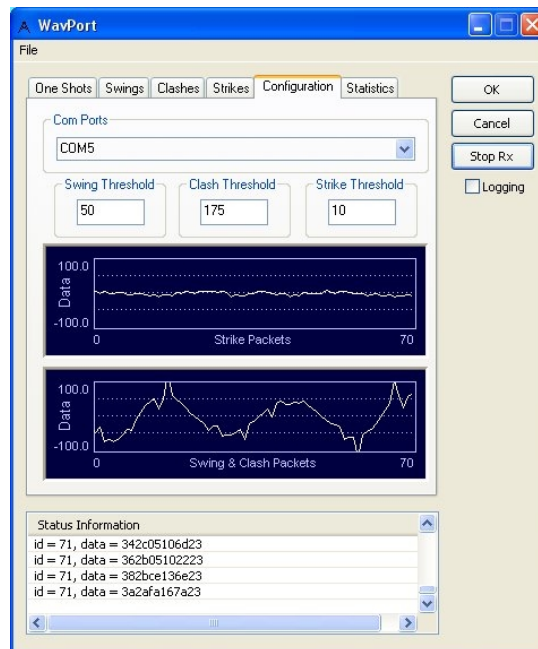 WavPort
File
One Shots Swings Clashes Strikes Configuration Statistics
OK
Cancel
Stop Rx
Logging
Com Ports
COM5
Swing Threshold Clash Threshold Strike Threshold
50 175 10
100.0
Data
-100.0
0 Strike Packets 70
100.0
Data
-100.0
0 Swing & Clash Packets 70
Status Information
id = 71, data = 342c05106d23
id = 71, data = 362b05102223
id = 71, data = 382bce136e23
id = 71, data = 3a2afa167a23